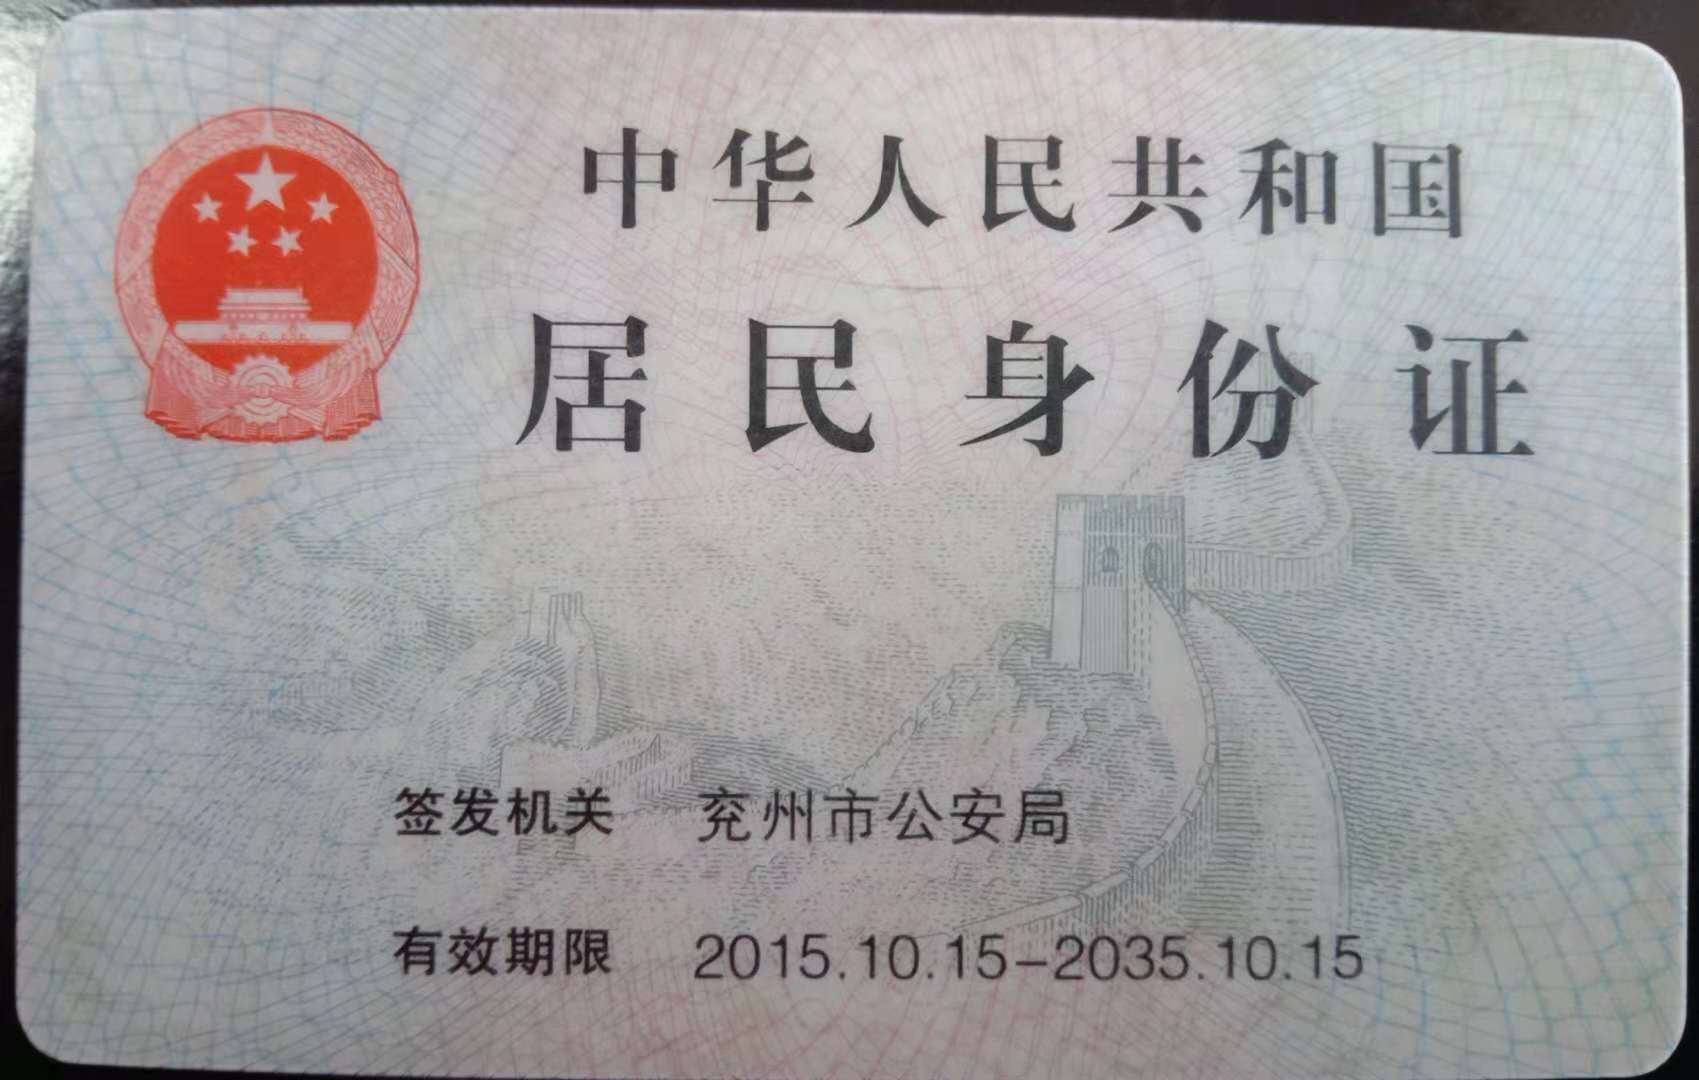 中华人民共和国
居民身份证
签发机关 兖州市公安局
有效期限 2015.10.15-2035.10.15